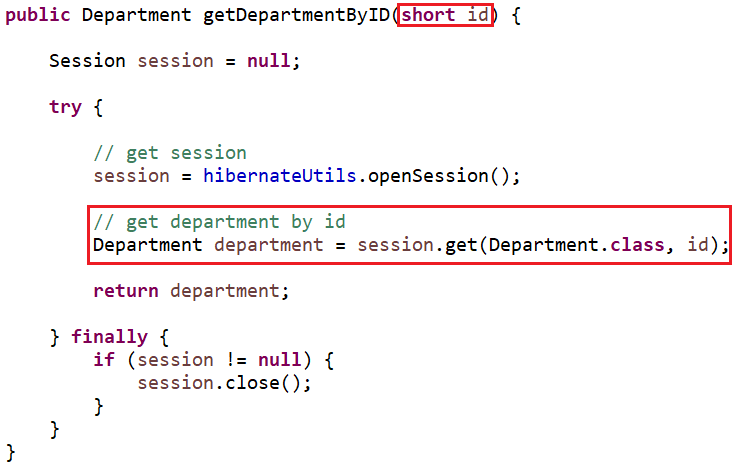 public Department getDepartmentByID(short id) {
Session session = null;
try {
// get session
session = hibernateUtils.openSession();
// get department by id
Department department = session.get(Department.class, id);
return department;
} finally {
if (session != null) {
session.close();
}
}
}